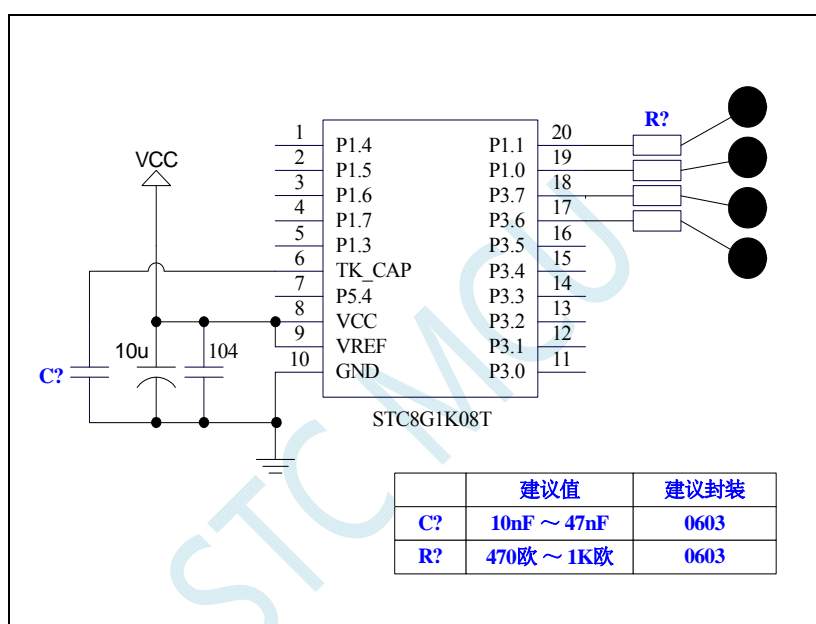 VCC
10u
104
C?
1 P1.4
2 P1.5
3 P1.6
4 P1.7
5 P1.3
6 TK_CAP
7 P5.4
8 VCC
9 VREF
10 GND
P1.1 20
P1.0 19
P3.7 18
P3.6 17
P3.5 16
P3.4 15
P3.3 14
P3.2 13
P3.1 12
P3.0 11
R?
STC8G1K08T
STC MCU
建议值 建议封装
C? 10nF ～ 47nF 0603
R? 470欧 ～ 1K欧 0603